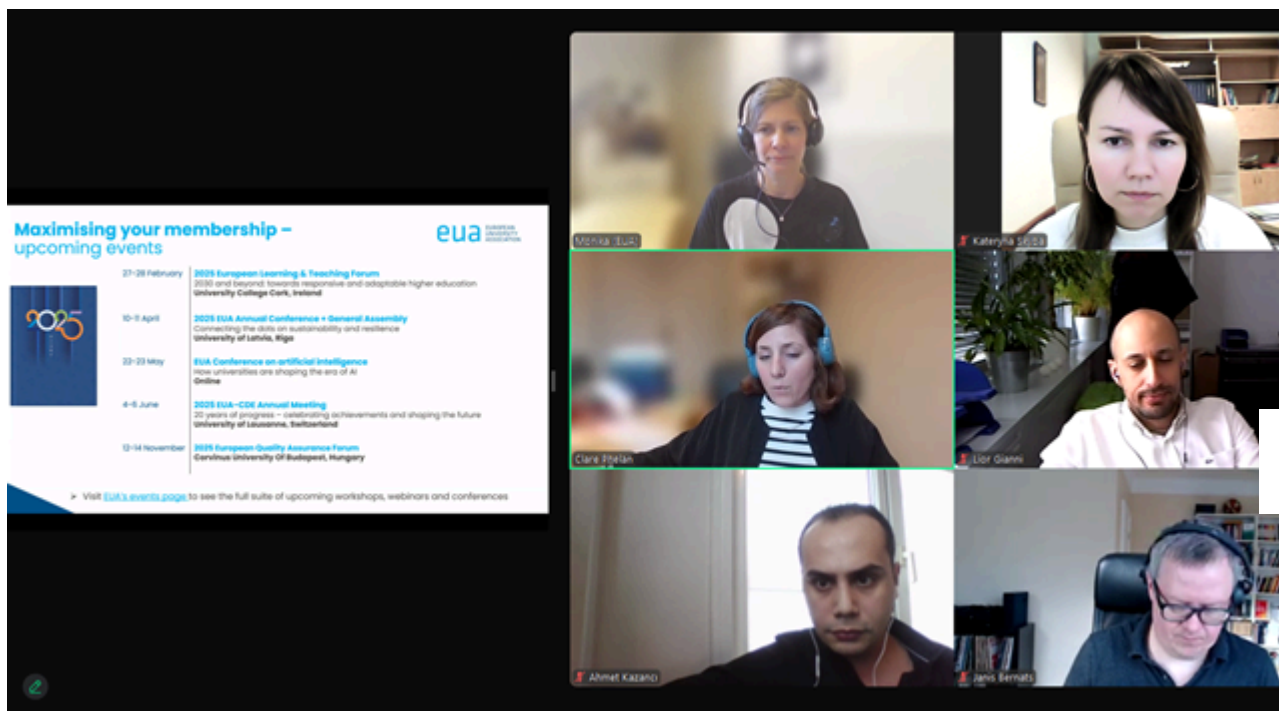 Maximising your membership –
upcoming events
eua EUROPEAN
UNIVERSITY
ASSOCIATION
2025
27-28 February
2025 European Learning & Teaching Forum
2030 and beyond: towards responsive and adaptable higher education
University College Cork, Ireland
10-11 April
2025 EUA Annual Conference + General Assembly
Connecting the dots on sustainability and resilience
University of Latvia, Riga
22-23 May
EUA Conference on artificial intelligence
How universities are shaping the era of AI
Online
4-6 June
2025 EUA-CDE Annual Meeting
20 years of progress – celebrating achievements and shaping the future
University of Lausanne, Switzerland
12-14 November
2025 European Quality Assurance Forum
Corvinus University Of Budapest, Hungary
➤ Visit EUA's events page to see the full suite of upcoming workshops, webinars and conferences
Monika (EUA)
Kateryna
Clare Phelan
Lior Gianni
Ahmet Kazancı
Janis Bernats